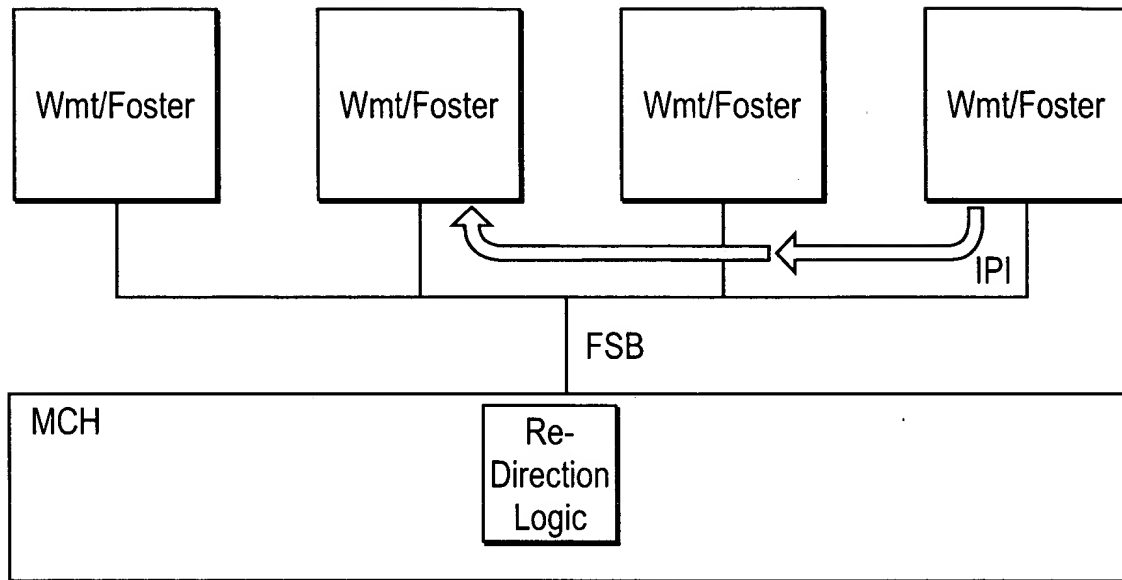 Wmt/Foster
Wmt/Foster
Wmt/Foster
Wmt/Foster
IPI
FSB
MCH
Re-
Direction
Logic